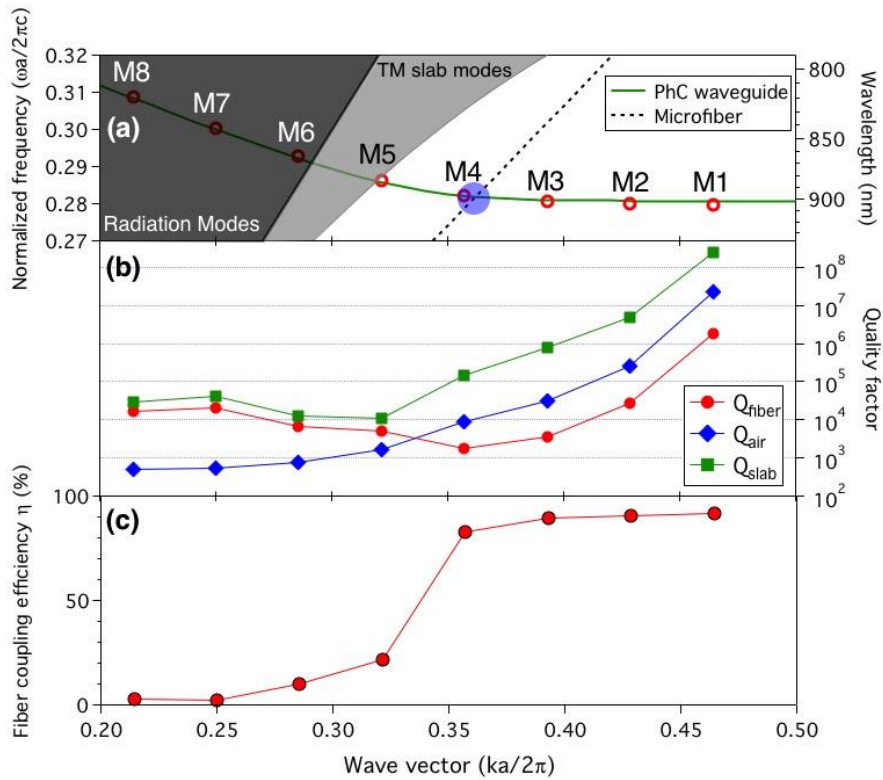 Normalized frequency (ωa/2πc)
0.32
0.31
0.30
0.29
0.28
0.27
M8
M7
M6
M5
M4
M3
M2
M1
TM slab modes
PhC waveguide
Microfiber
(a)
Radiation Modes
800
850
900
Wavelength (nm)
(b)
10^8
10^7
10^6
10^5
10^4
10^3
10^2
Quality factor
Q_fiber
Q_air
Q_slab
Fiber coupling efficiency η (%)
100
50
0
(c)
0.20
0.25
0.30
0.35
0.40
0.45
0.50
Wave vector (ka/2π)